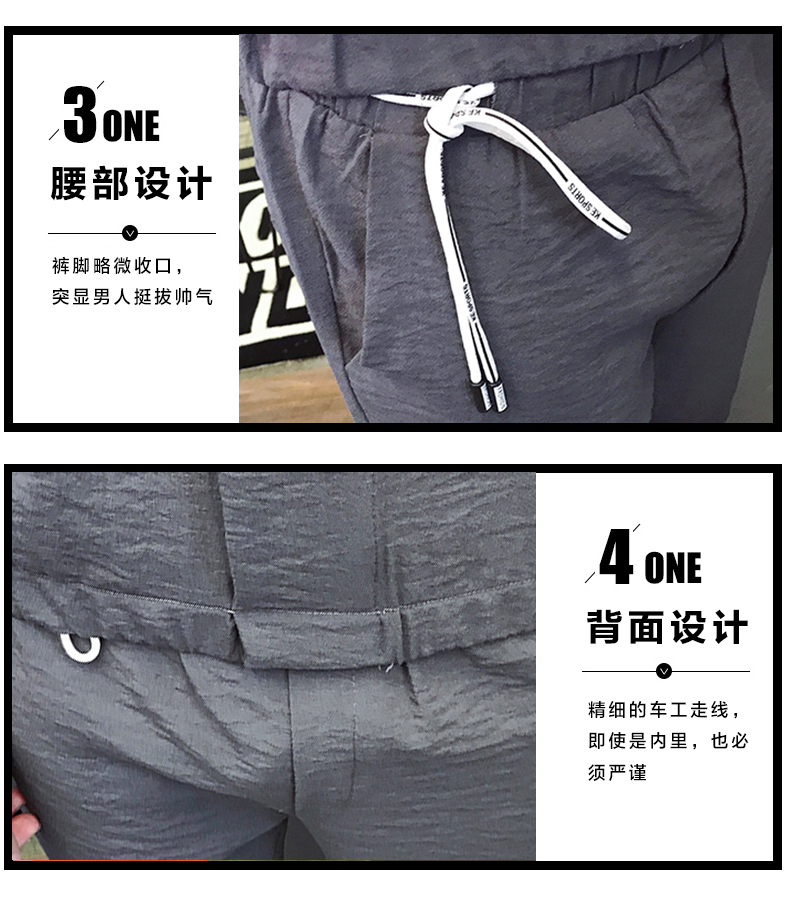 3 ONE
腰部设计
裤脚略微收口，
突显男人挺拔帅气
KESPORTS
KESPORTS
4 ONE
背面设计
精细的车工走线，
即使是内里，也必
须严谨